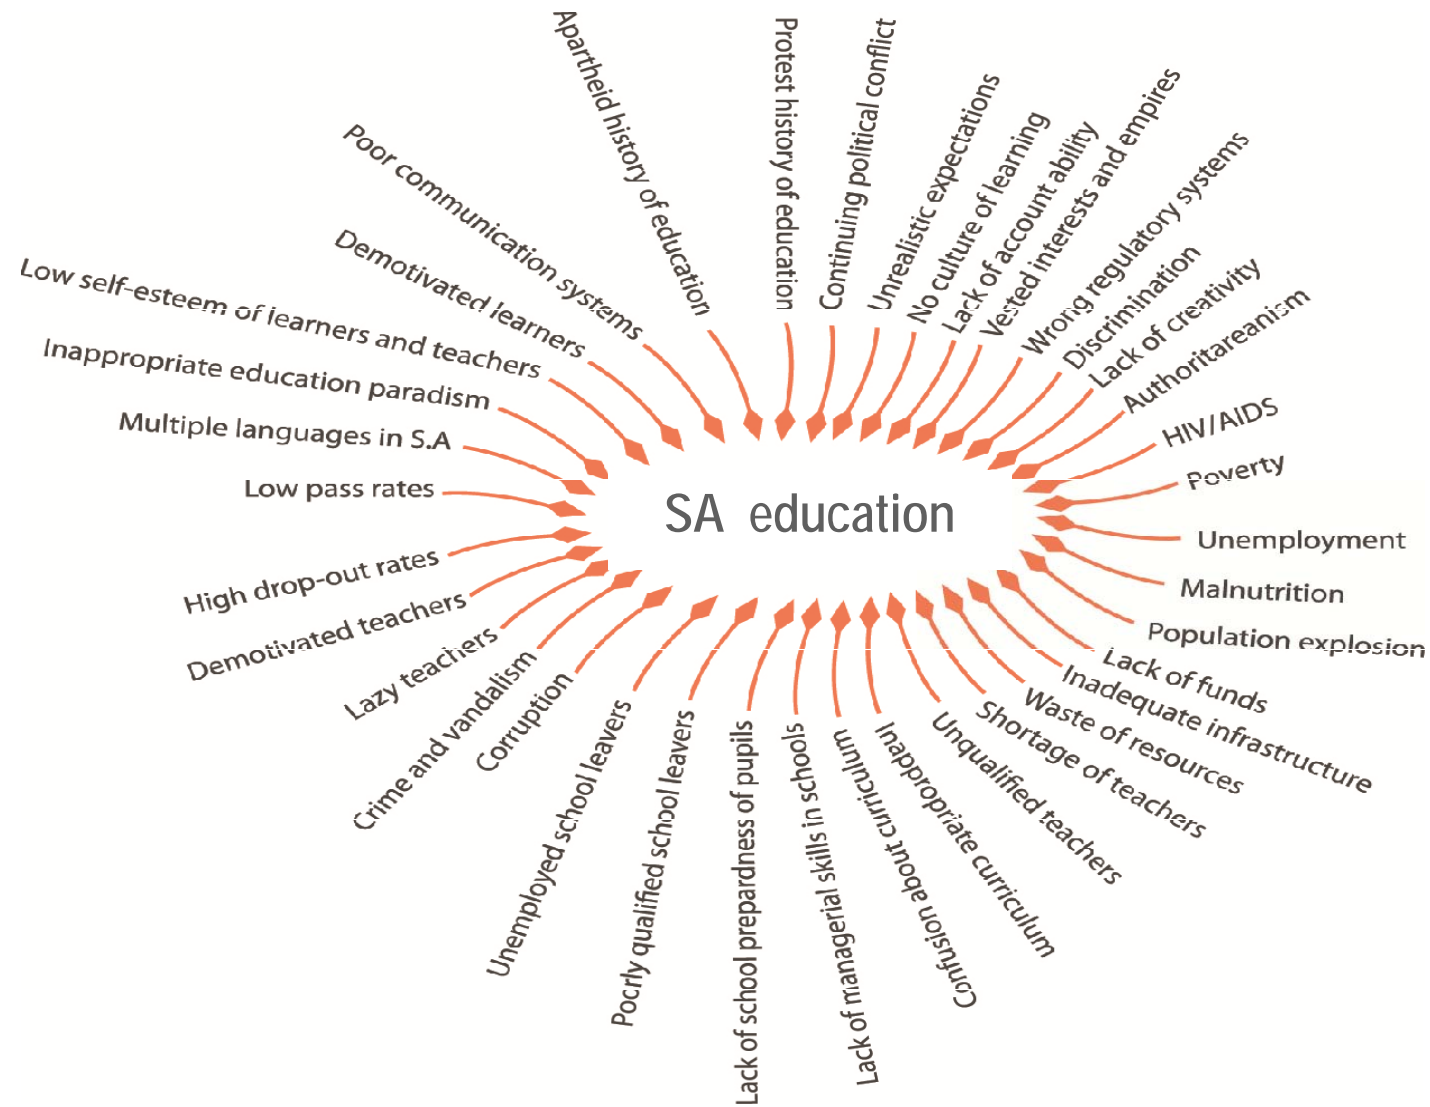 Apartheid history of education
Protest history of education
Continuing political conflict
Unrealistic expectations
No culture of learning
Lack of account ability
Vested interests and empires
Wrong regulatory systems
Discrimination
Lack of creativity
Authoritareanism
HIV/AIDS
Poverty
Unemployment
Malnutrition
Population explosion
Lack of funds
Inadequate infrastructure
Waste of resources
Shortage of teachers
Unqualified teachers
Inappropriate curriculum
Confusion about curriculum
Lack of managerial skills in schools
Lack of school prepardness of pupils
Pocrly qualified school leavers
Unemployed school leavers
Corruption
Crime and vandalism
Lazy teachers
Demotivated teachers
High drop-out rates
Low pass rates
Multiple languages in S.A
Inappropriate education paradism
Low self-esteem of learners and teachers
Demotivated learners
Poor communication systems
SA education